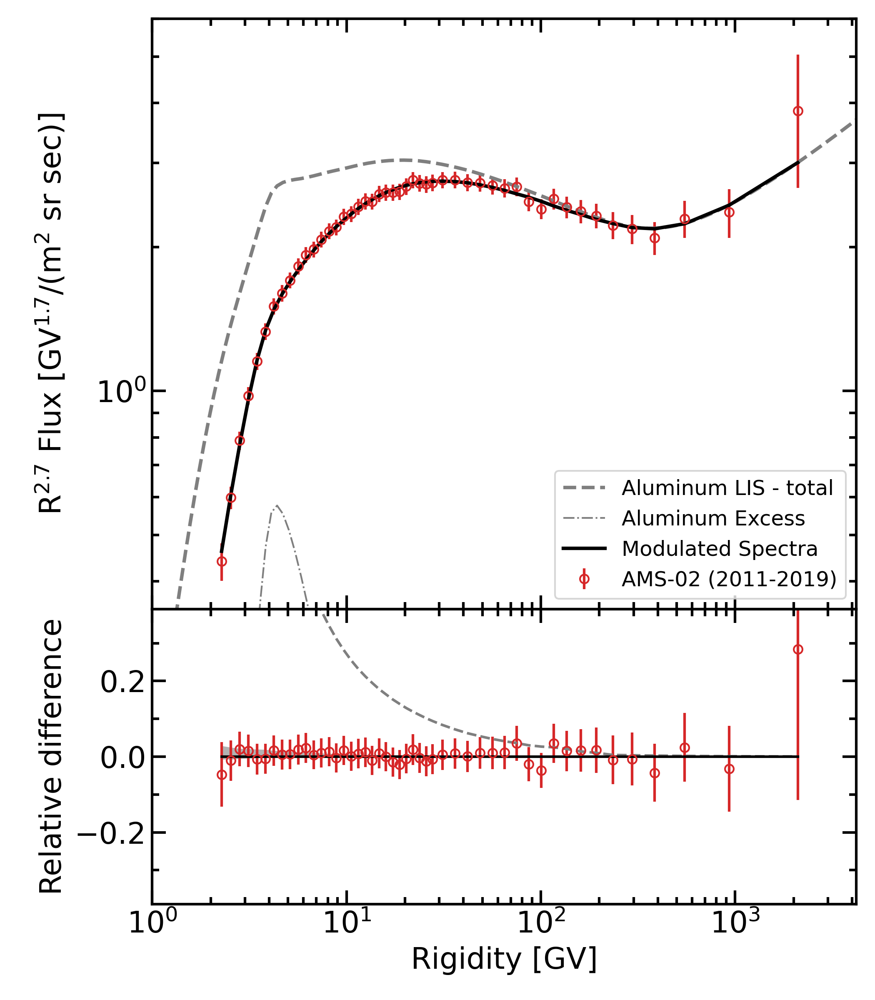 R^2.7 Flux [GV^1.7/(m^2 sr sec)]
10^0
Aluminum LIS - total
Aluminum Excess
Modulated Spectra
AMS-02 (2011-2019)
Relative difference
0.2
0.0
−0.2
10^0 10^1 10^2 10^3
Rigidity [GV]